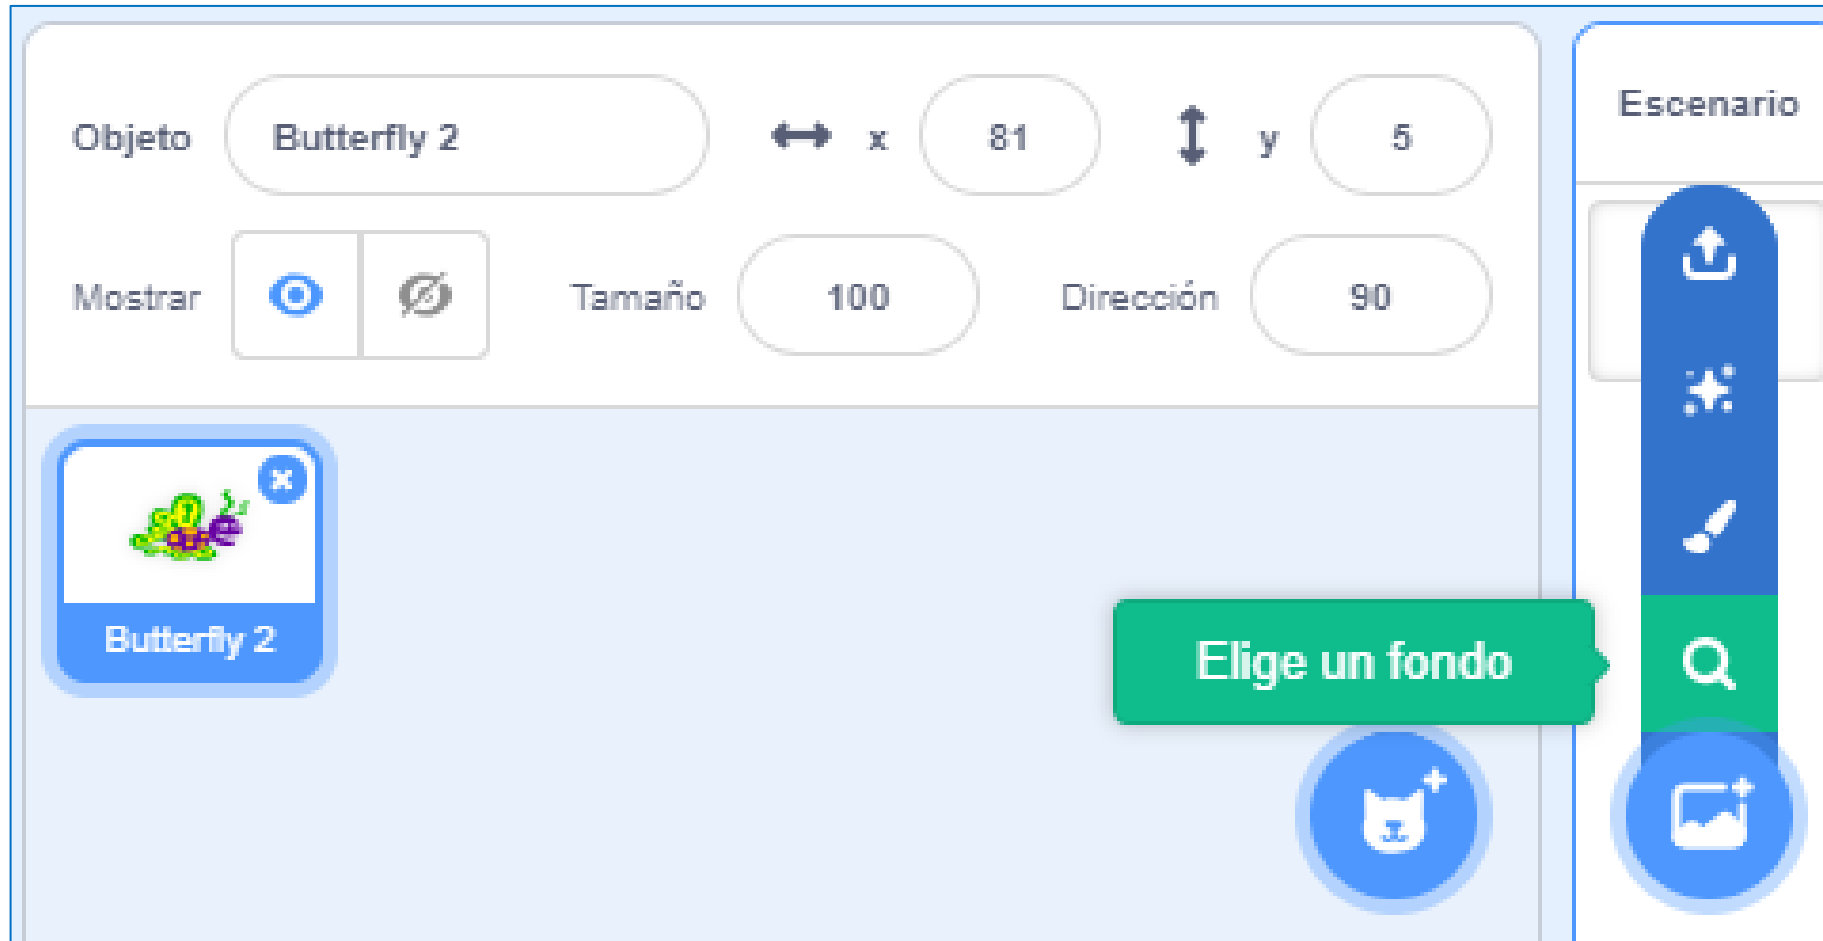 Objeto Butterfly 2 x 81 y 5
Mostrar Tamaño 100 Dirección 90
Escenario
Butterfly 2
Elige un fondo